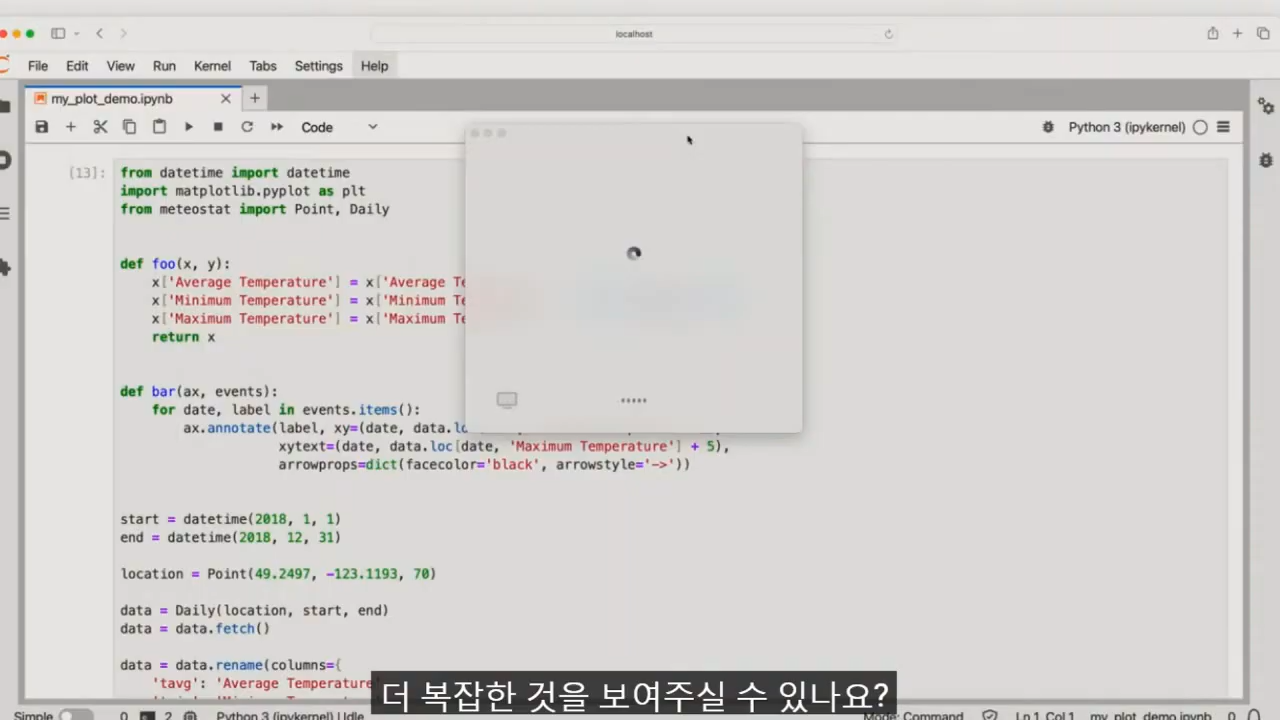 localhost
File Edit View Run Kernel Tabs Settings Help
my_plot_demo.ipynb
Code
Python 3 (ipykernel)
[13]:
from datetime import datetime
import matplotlib.pyplot as plt
from meteostat import Point, Daily
def foo(x, y):
x['Average Temperature'] = x['Average Te
x['Minimum Temperature'] = x['Minimum Te
x['Maximum Temperature'] = x['Maximum Te
return x
def bar(ax, events):
for date, label in events.items():
ax.annotate(label, xy=(date, data.lo
xytext=(date, data.loc[date, 'Maximum Temperature'] + 5),
arrowprops=dict(facecolor='black', arrowstyle='->'))
start = datetime(2018, 1, 1)
end = datetime(2018, 12, 31)
location = Point(49.2497, -123.1193, 70)
data = Daily(location, start, end)
data = data.fetch()
data = data.rename(columns={
'tavg': 'Average Temperature'
더 복잡한 것을 보여주실 수 있나요?
Simple 0 2 Python 3 (ipykernel) | Idle
Mode: Command Ln 1, Col 1 my_plot_demo.ipynb 0